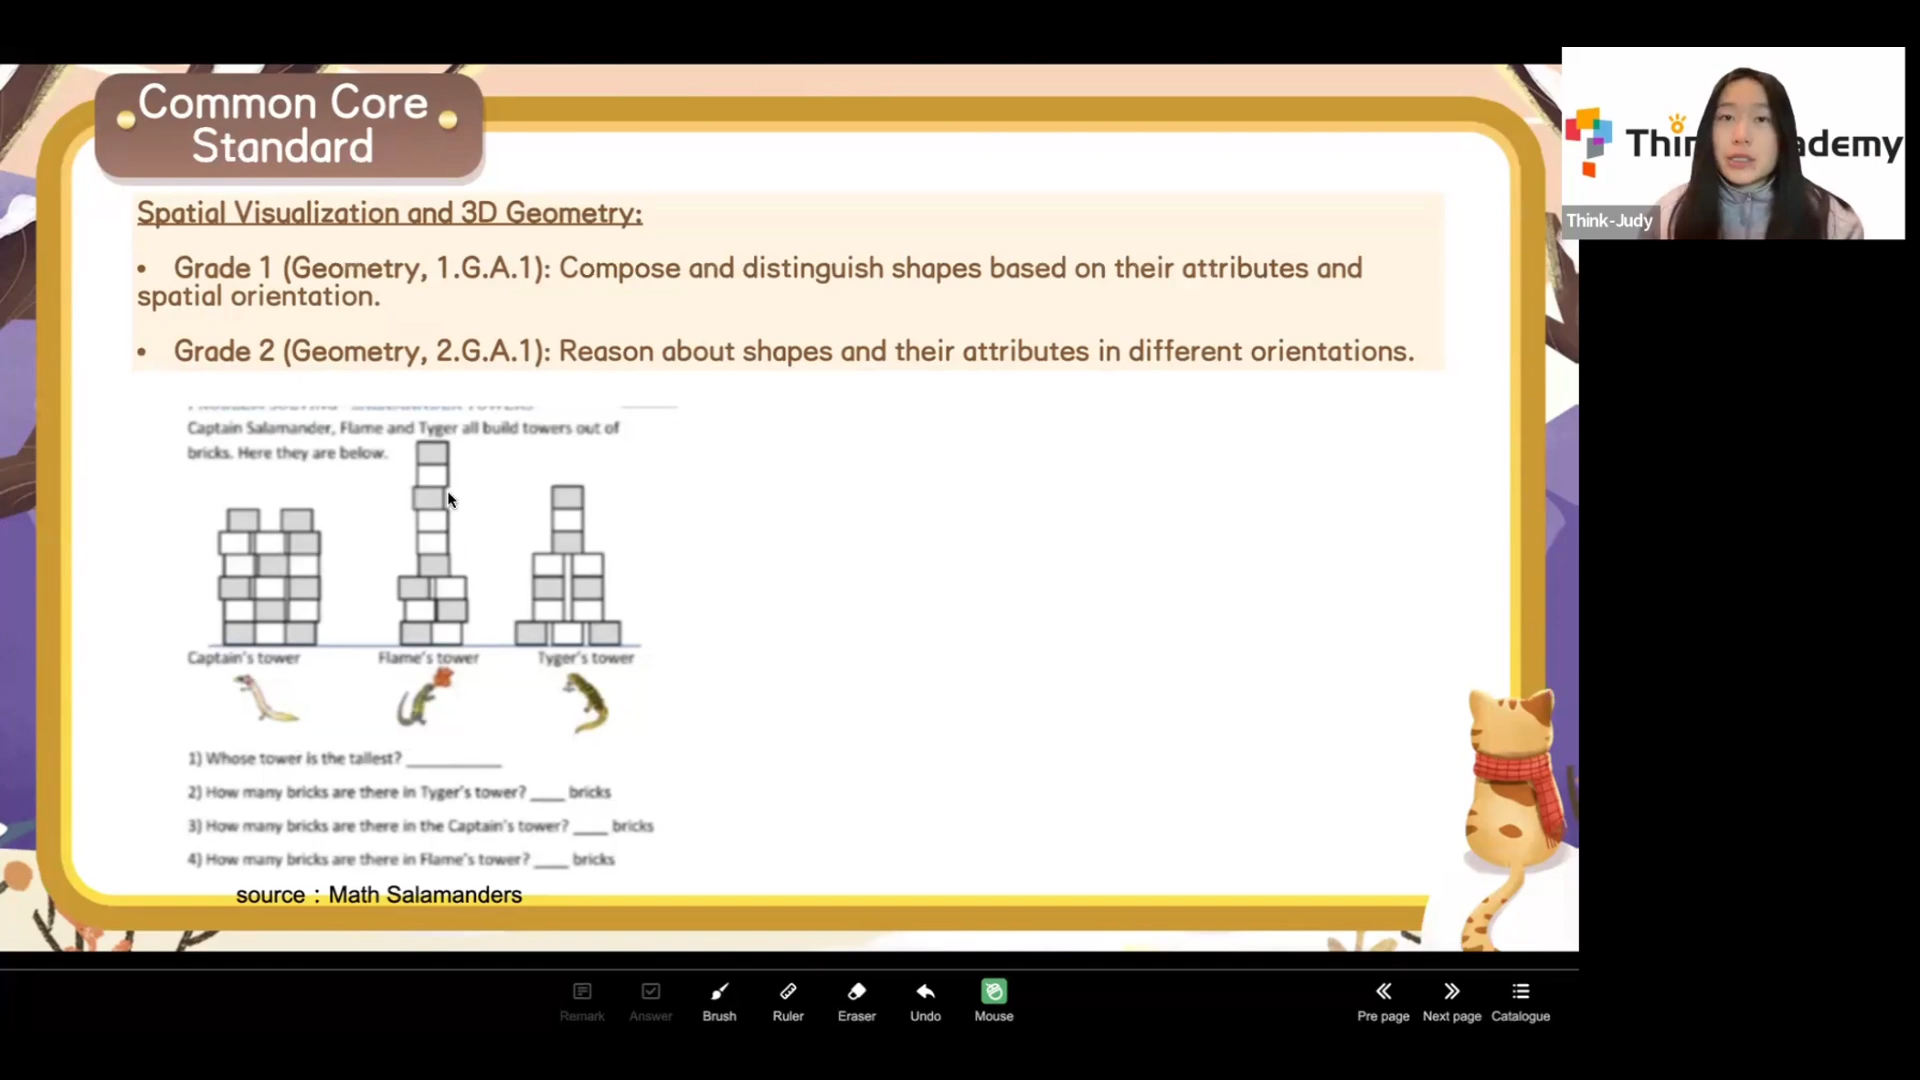 Common Core
Standard
Spatial Visualization and 3D Geometry:
• Grade 1 (Geometry, 1.G.A.1): Compose and distinguish shapes based on their attributes and
spatial orientation.
• Grade 2 (Geometry, 2.G.A.1): Reason about shapes and their attributes in different orientations.
Captain Salamander, Flame and Tyger all build towers out of
bricks. Here they are below.
Captain's tower
Flame's tower
Tyger's tower
1) Whose tower is the tallest? __________
2) How many bricks are there in Tyger's tower? ____ bricks
3) How many bricks are there in the Captain's tower? ____ bricks
4) How many bricks are there in Flame's tower? ____ bricks
source：Math Salamanders
Think-Judy
Remark
Answer
Brush
Ruler
Eraser
Undo
Mouse
Pre page
Next page
Catalogue